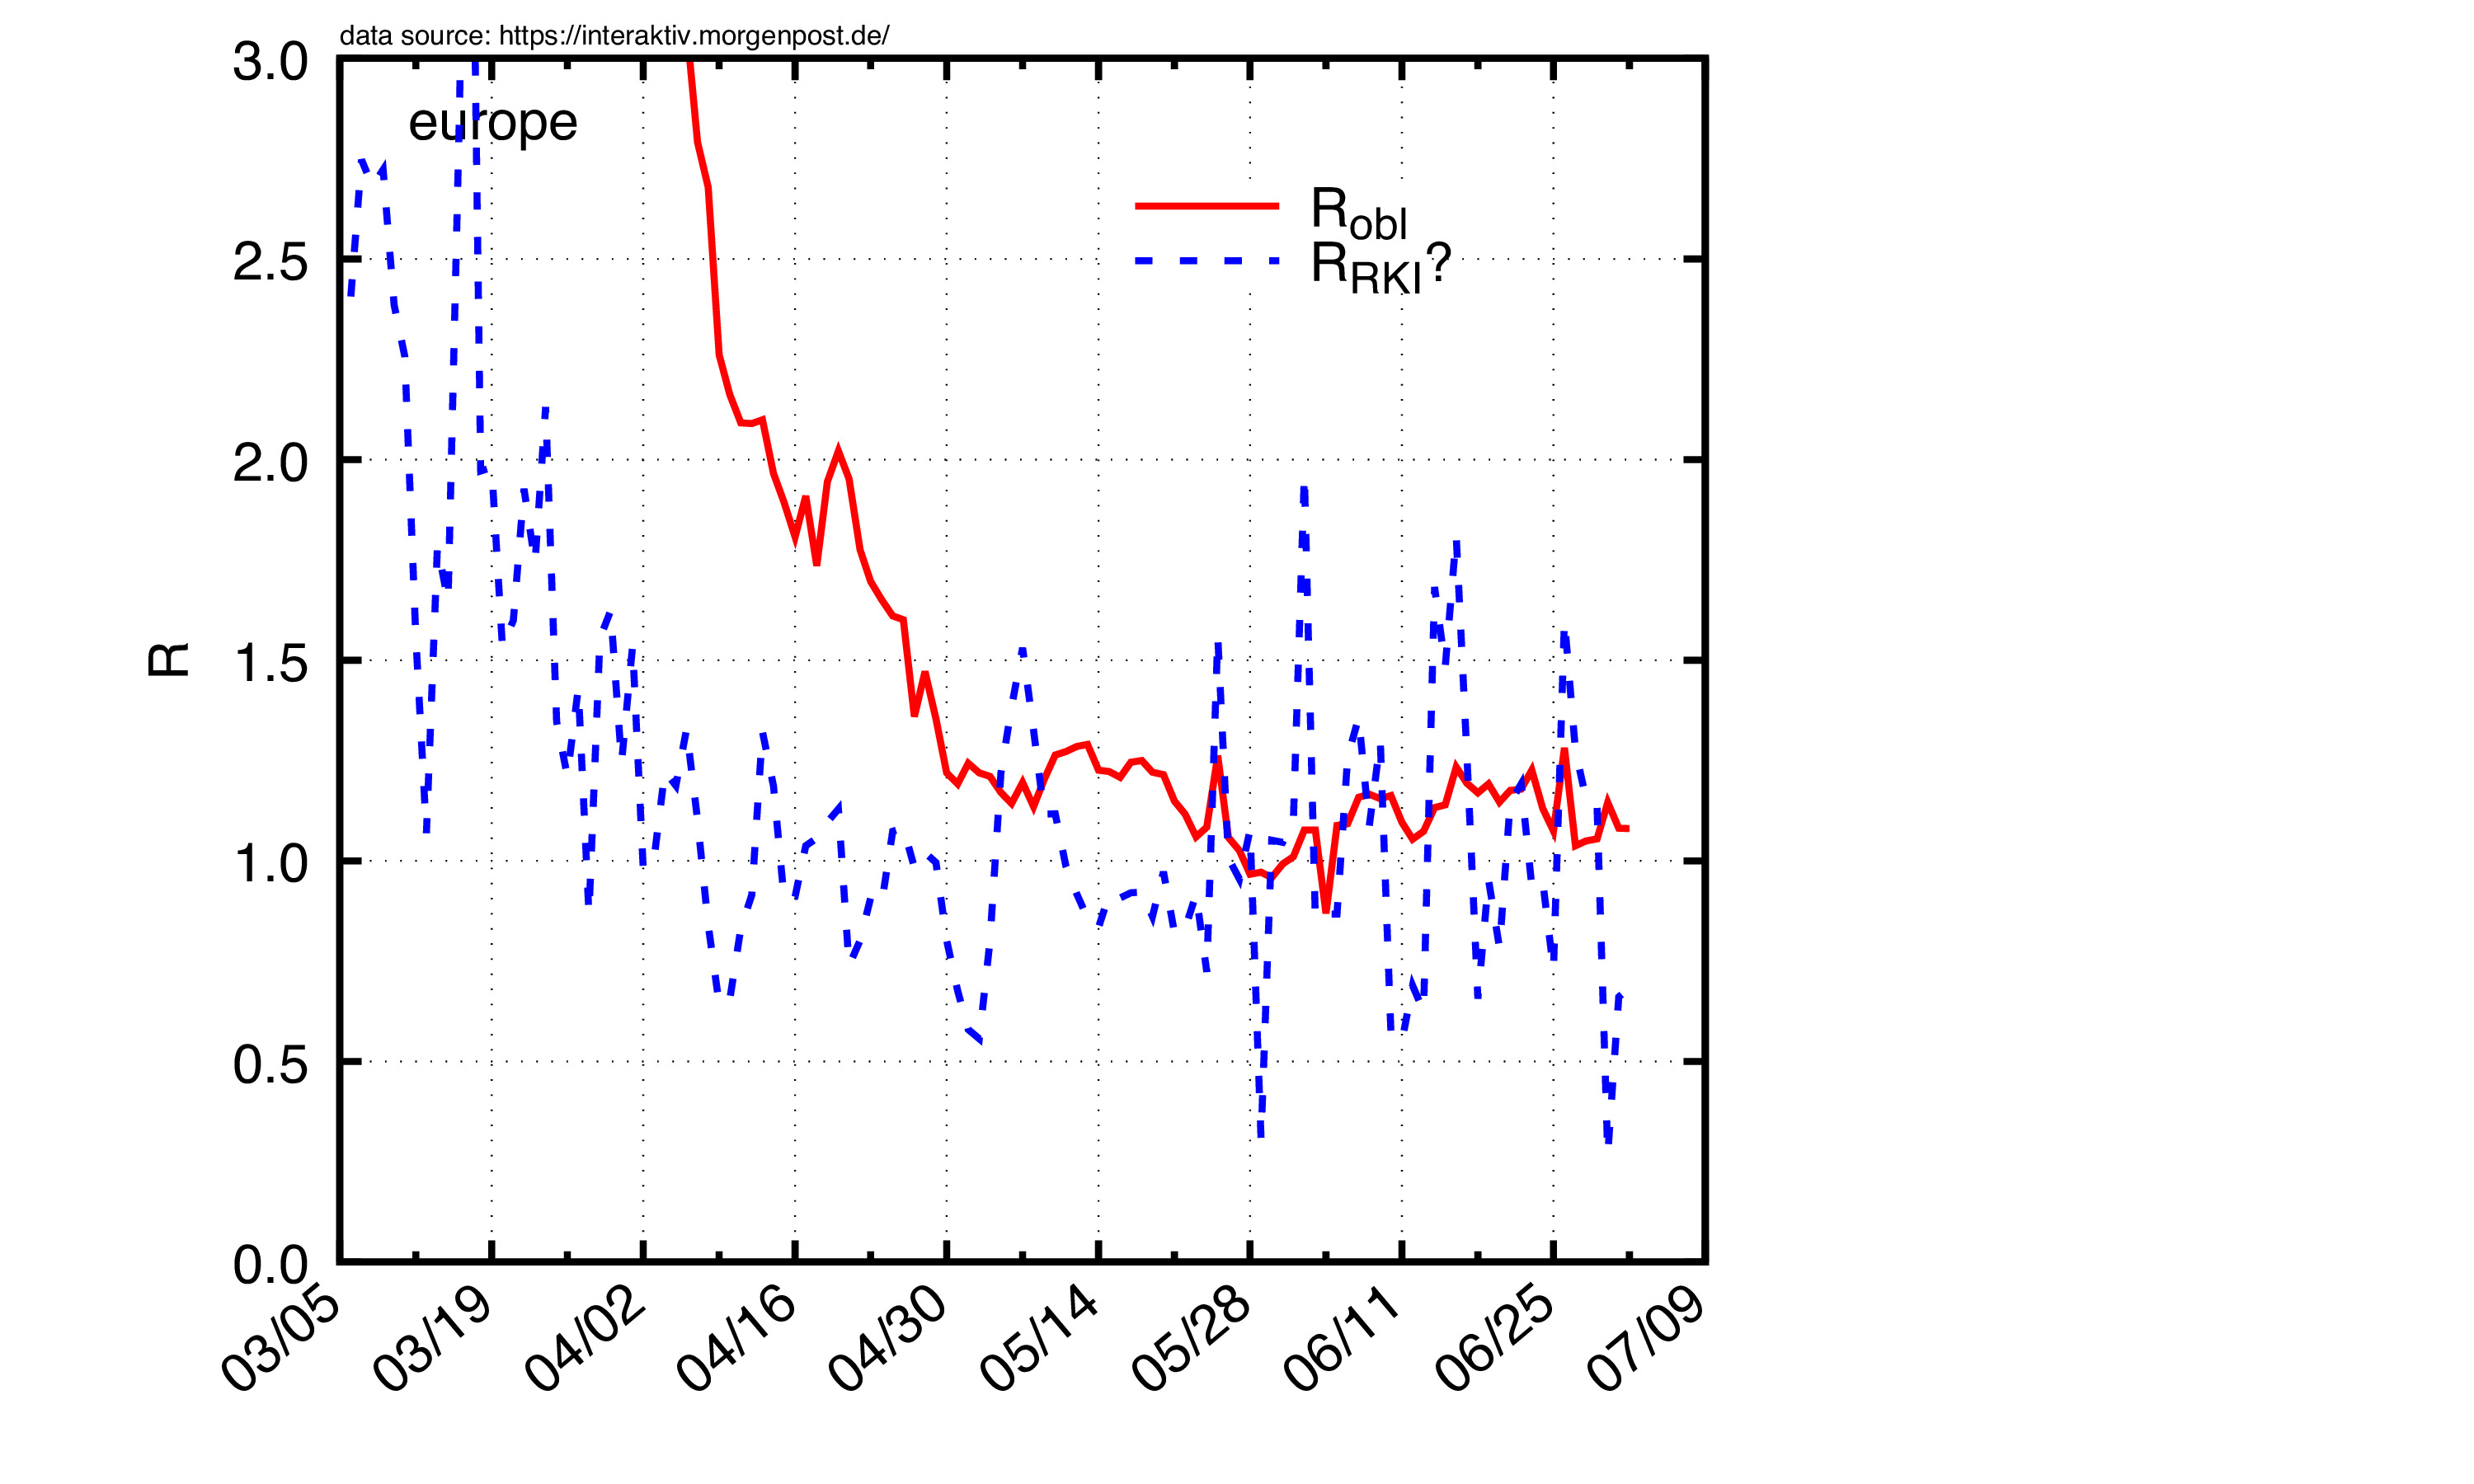 data source: https://interaktiv.morgenpost.de/
3.0
europe
R_obl
R_RKI?
2.5
2.0
1.5
R
1.0
0.5
0.0
03/05 03/19 04/02 04/16 04/30 05/14 05/28 06/11 06/25 07/09